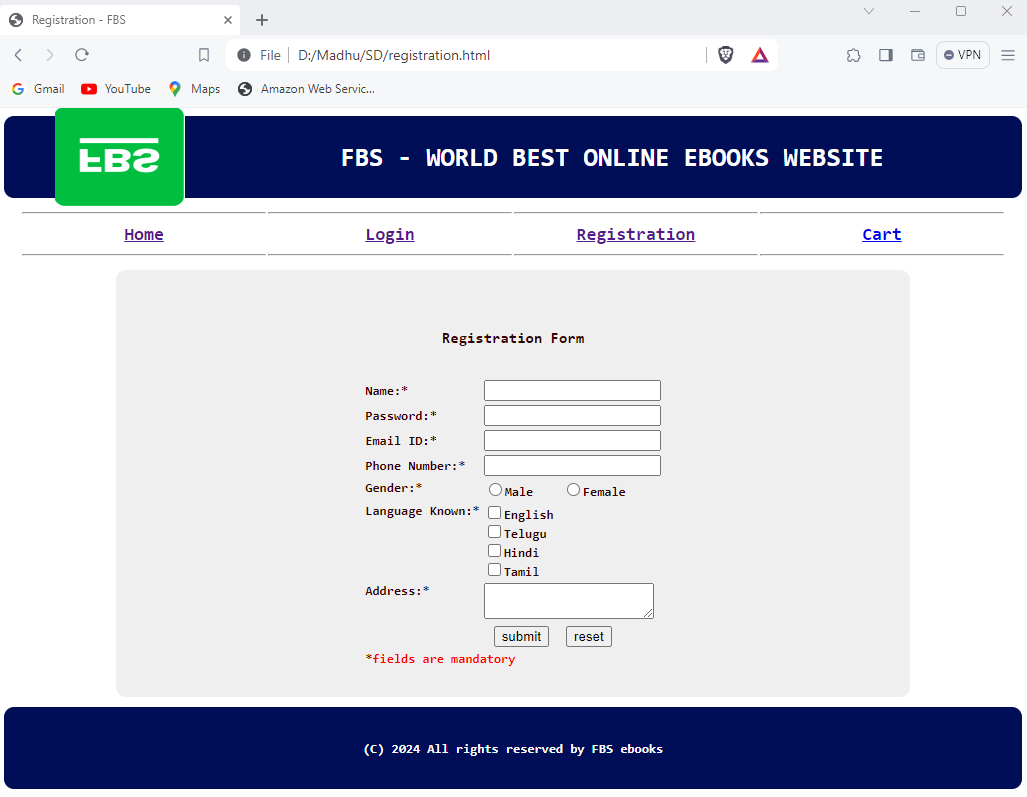 Registration - FBS
File D:/Madhu/SD/registration.html
VPN
Gmail YouTube Maps Amazon Web Servic...
FBS
FBS - WORLD BEST ONLINE EBOOKS WEBSITE
Home Login Registration Cart
Registration Form
Name:*
Password:*
Email ID:*
Phone Number:*
Gender:* Male Female
Language Known:* English
Telugu
Hindi
Tamil
Address:*
submit reset
*fields are mandatory
(C) 2024 All rights reserved by FBS ebooks